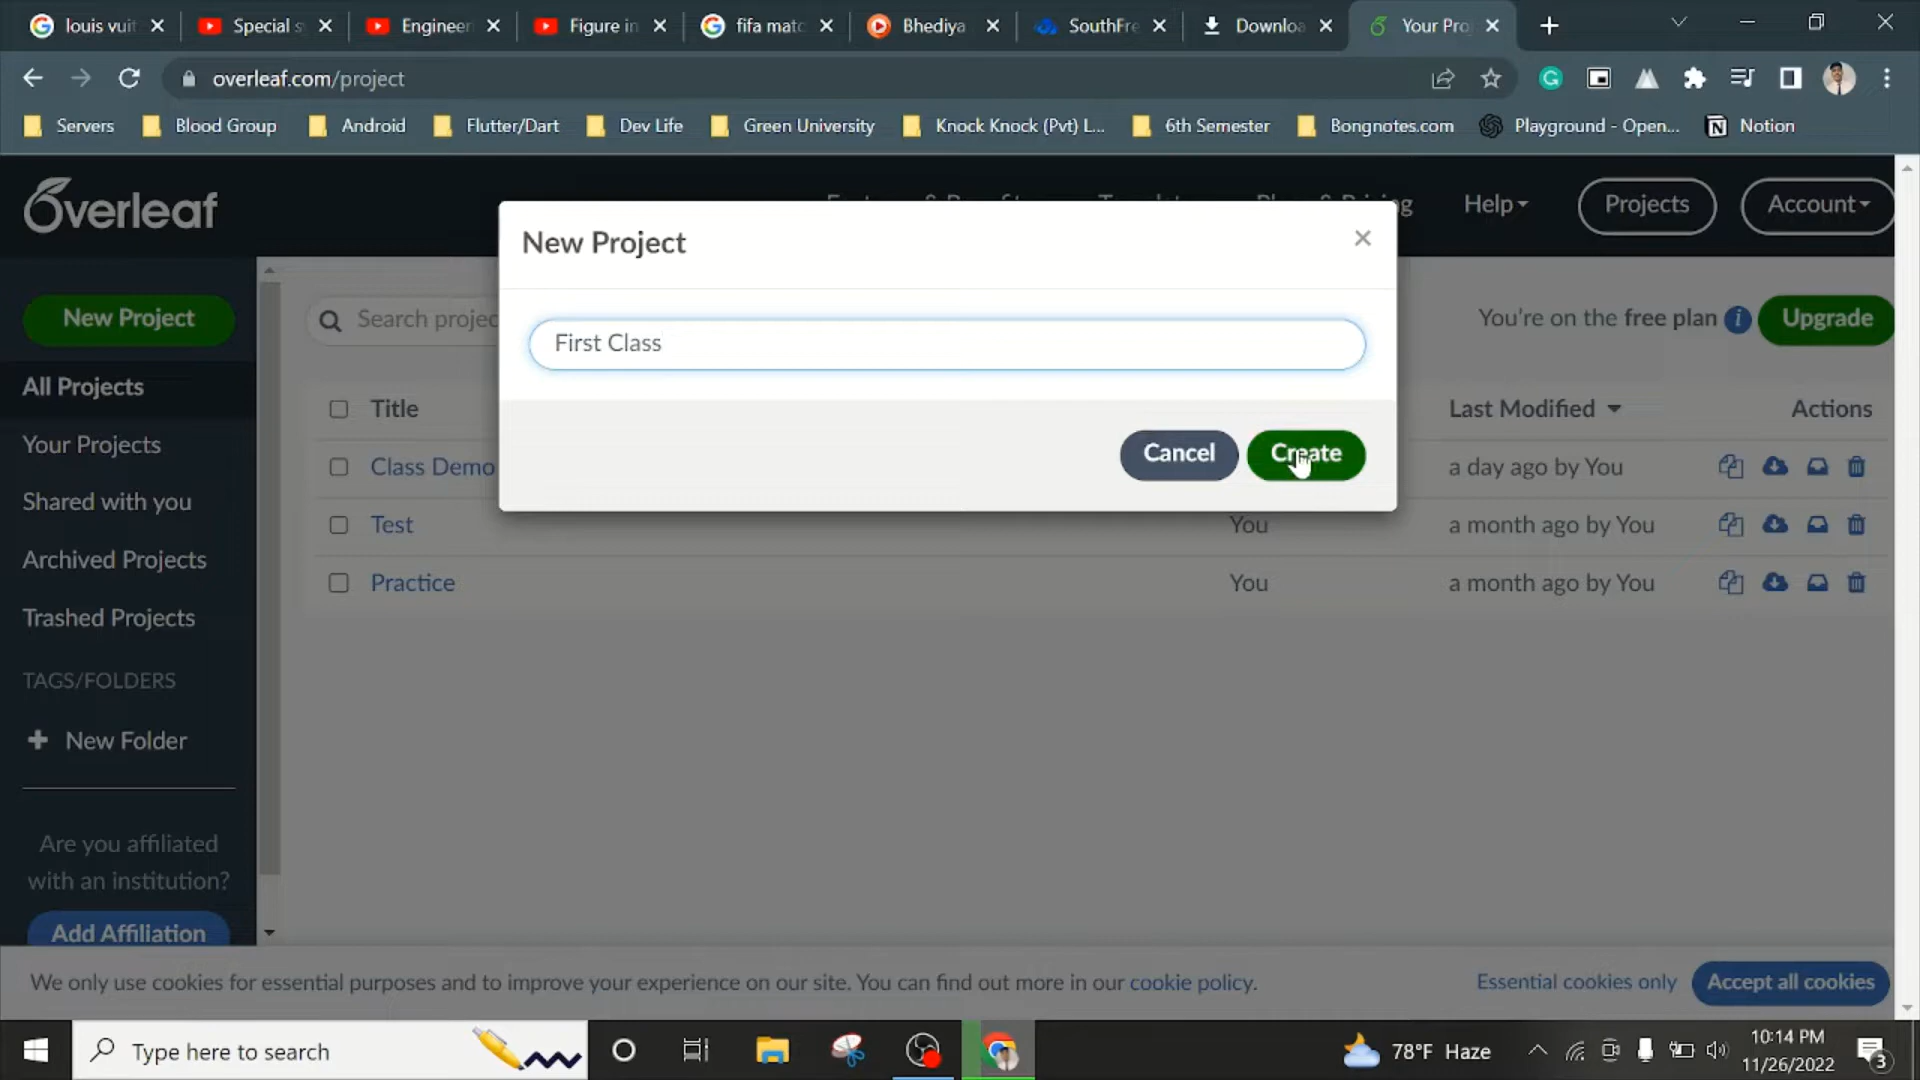 louis vuit
Special s
Engineer
Figure in
fifa matc
Bhediya
SouthFre
Downloa
Your Proj
overleaf.com/project
Servers
Blood Group
Android
Flutter/Dart
Dev Life
Green University
Knock Knock (Pvt) L...
6th Semester
Bongnotes.com
Playground - Open...
Notion
Overleaf
Help
Projects
Account
New Project
First Class
Cancel
Create
New Project
Search projec
You're on the free plan
Upgrade
All Projects
Your Projects
Shared with you
Archived Projects
Trashed Projects
TAGS/FOLDERS
New Folder
Are you affiliated
with an institution?
Add Affiliation
Title
Last Modified
Actions
Class Demo
a day ago by You
Test
You
a month ago by You
Practice
You
a month ago by You
We only use cookies for essential purposes and to improve your experience on our site. You can find out more in our cookie policy.
Essential cookies only
Accept all cookies
Type here to search
78°F Haze
10:14 PM
11/26/2022
3